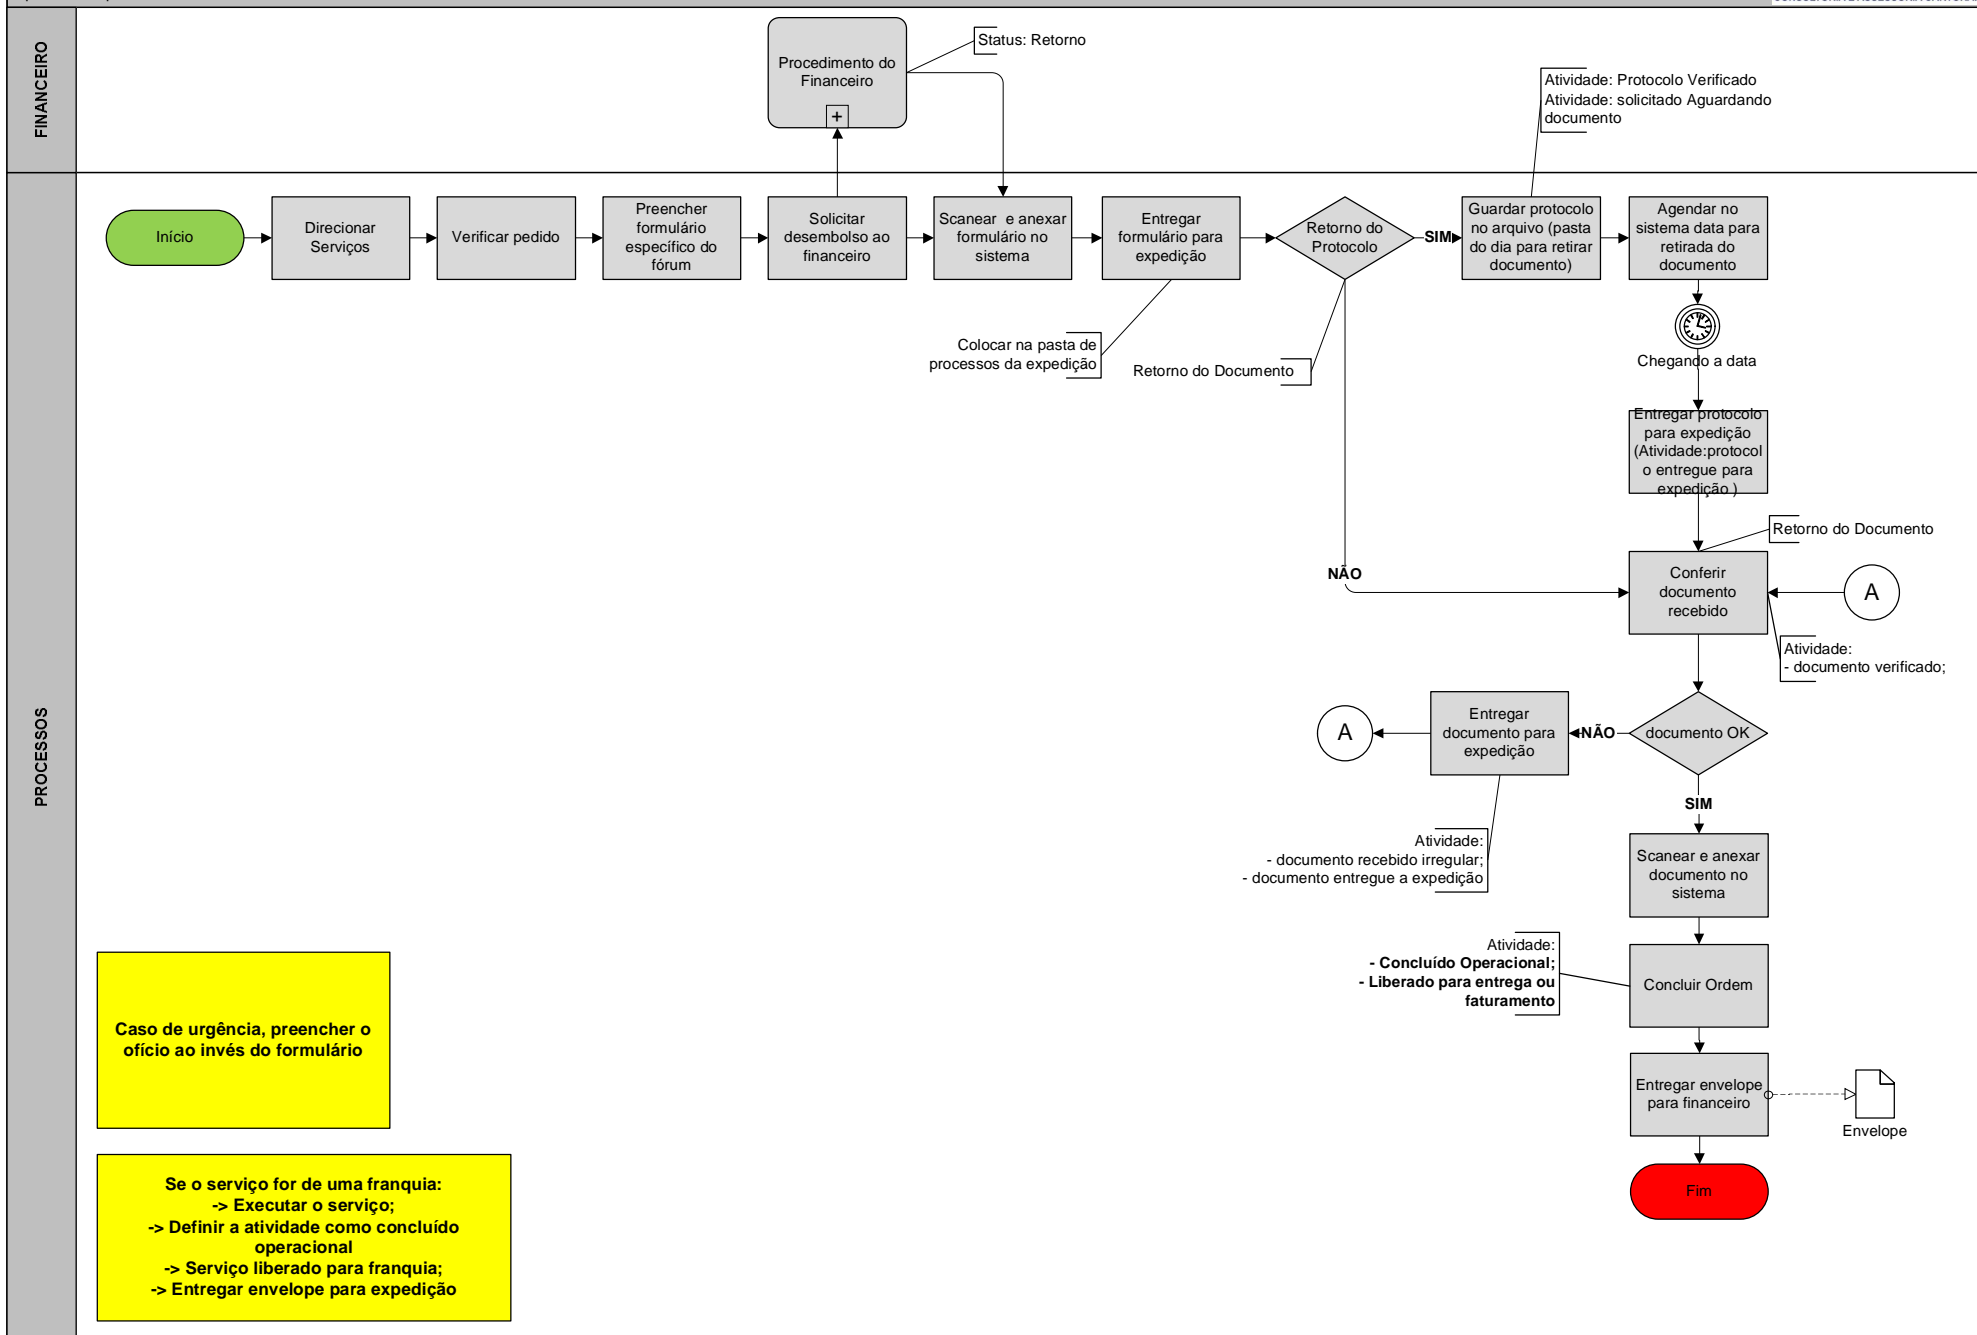 FINANCEIRO
Procedimento do
Financeiro
+
Status: Retorno
Atividade: Protocolo Verificado
Atividade: solicitado Aguardando
documento
PROCESSOS
Início
Direcionar
Serviços
Verificar pedido
Preencher
formulário
específico do
fórum
Solicitar
desembolso ao
financeiro
Scanear e anexar
formulário no
sistema
Entregar
formulário para
expedição
Retorno do
Protocolo
SIM
Guardar protocolo
no arquivo (pasta
do dia para retirar
documento)
Agendar no
sistema data para
retirada do
documento
Colocar na pasta de
processos da expedição
Retorno do Documento
Chegando a data
Entregar protocolo
para expedição
(Atividade:protocol
o entregue para
expedição )
Retorno do Documento
NÃO
Conferir
documento
recebido
A
Atividade:
- documento verificado;
A
Entregar
documento para
expedição
NÃO
documento OK
SIM
Atividade:
- documento recebido irregular;
- documento entregue a expedição
Scanear e anexar
documento no
sistema
Atividade:
- Concluído Operacional;
- Liberado para entrega ou
faturamento
Concluir Ordem
Caso de urgência, preencher o
ofício ao invés do formulário
Entregar envelope
para financeiro
Envelope
Fim
Se o serviço for de uma franquia:
-> Executar o serviço;
-> Definir a atividade como concluído
operacional
-> Serviço liberado para franquia;
-> Entregar envelope para expedição